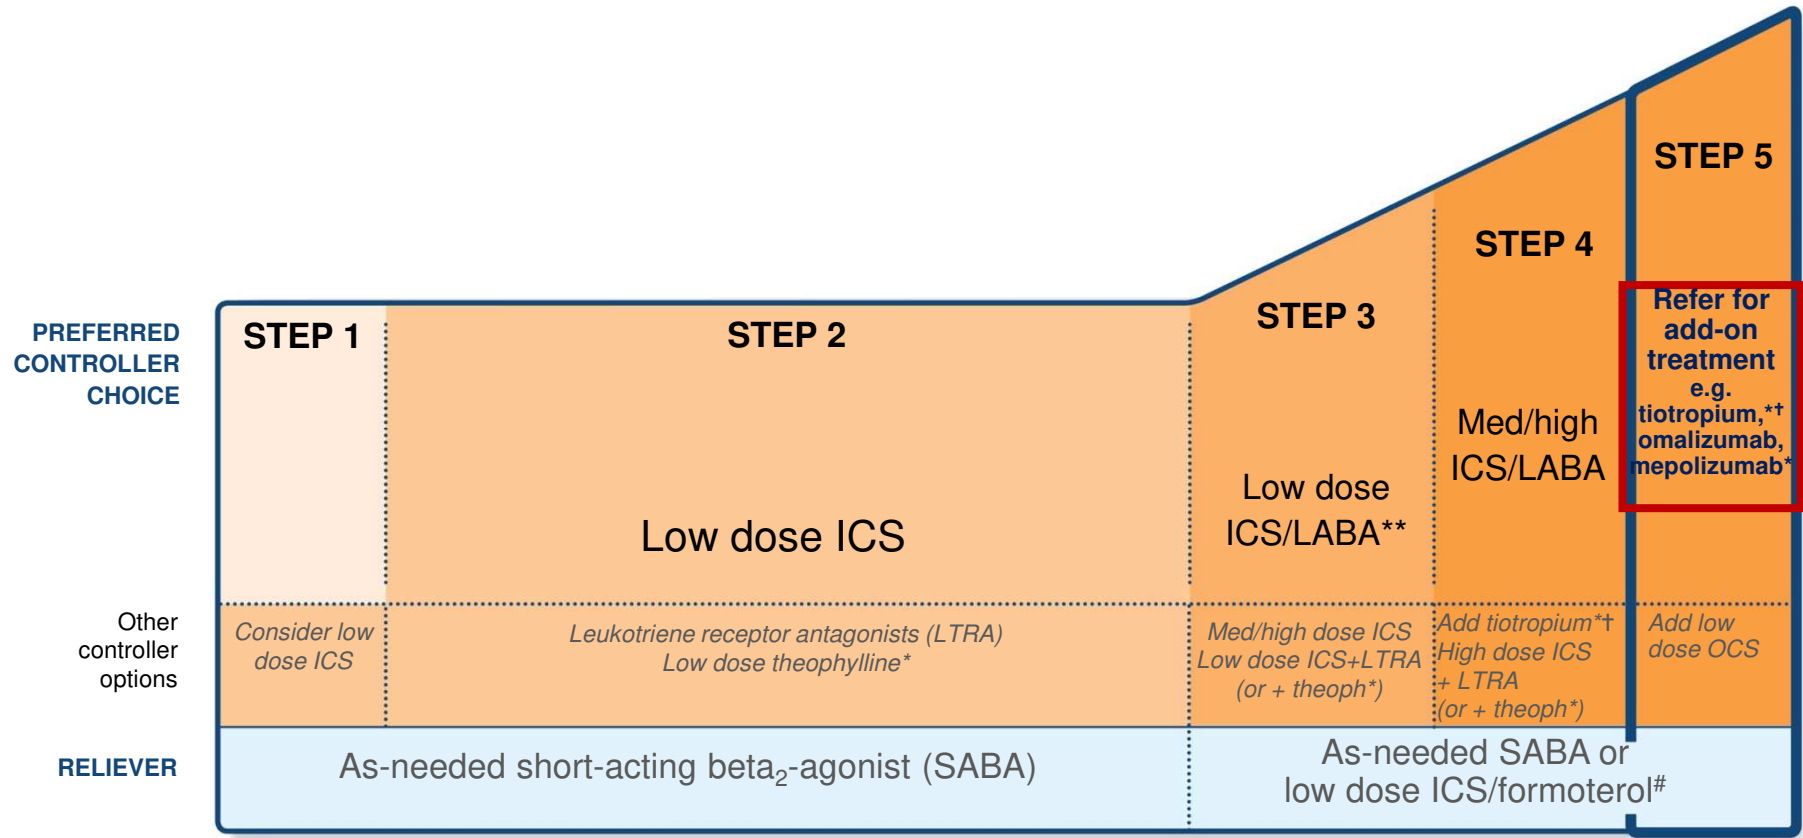 PREFERRED
CONTROLLER
CHOICE
STEP 1
STEP 2
Low dose ICS
STEP 3
Low dose
ICS/LABA**
STEP 4
Med/high
ICS/LABA
STEP 5
Refer for
add-on
treatment
e.g.
tiotropium,*†
omalizumab,
mepolizumab*
Other
controller
options
Consider low
dose ICS
Leukotriene receptor antagonists (LTRA)
Low dose theophylline*
Med/high dose ICS
Low dose ICS+LTRA
(or + theoph*)
Add tiotropium*†
High dose ICS
+ LTRA
(or + theoph*)
Add low
dose OCS
RELIEVER
As-needed short-acting beta₂-agonist (SABA)
As-needed SABA or
low dose ICS/formoterol#